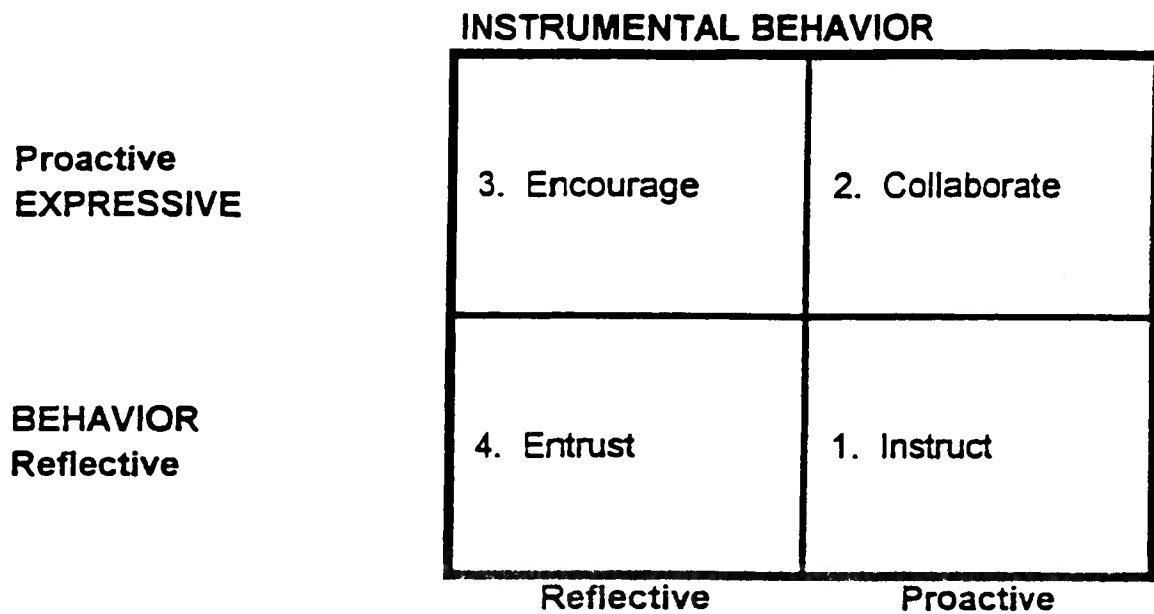 INSTRUMENTAL BEHAVIOR
Proactive
EXPRESSIVE
3. Encourage
2. Collaborate
BEHAVIOR
Reflective
4. Entrust
1. Instruct
Reflective
Proactive